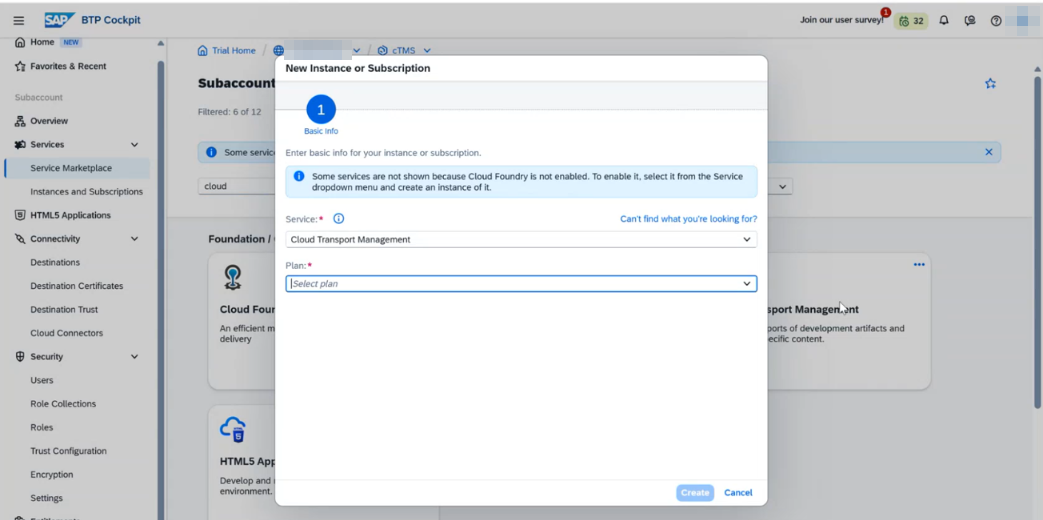 SAP BTP Cockpit
Join our user survey!
1
32
Home NEW
Favorites & Recent
Subaccount
Overview
Services
Service Marketplace
Instances and Subscriptions
HTML5 Applications
Connectivity
Destinations
Destination Certificates
Destination Trust
Cloud Connectors
Security
Users
Role Collections
Roles
Trust Configuration
Encryption
Settings
Trial Home / / cTMS
Subaccount
Filtered: 6 of 12
Some servic
cloud
Foundation /
Cloud Foun
An efficient m
delivery
sport Management
ports of development artifacts and
ecific content.
HTML5 App
Develop and
environment.
New Instance or Subscription
1
Basic Info
Enter basic info for your instance or subscription.
Some services are not shown because Cloud Foundry is not enabled. To enable it, select it from the Service
dropdown menu and create an instance of it.
Service:*
Can't find what you're looking for?
Cloud Transport Management
Plan:*
Select plan
Create
Cancel